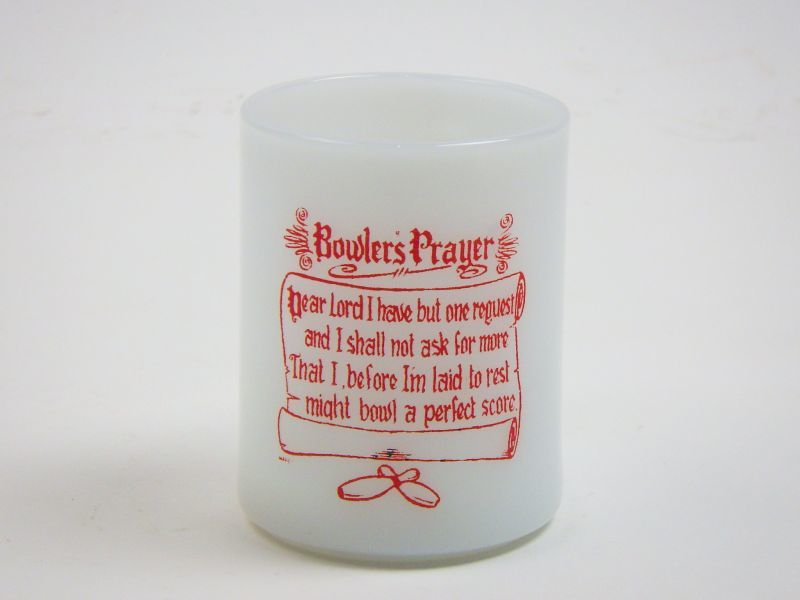 Bowler's Prayer
Dear Lord I have but one request
and I shall not ask for more
That I, before I'm laid to rest
might bowl a perfect score.